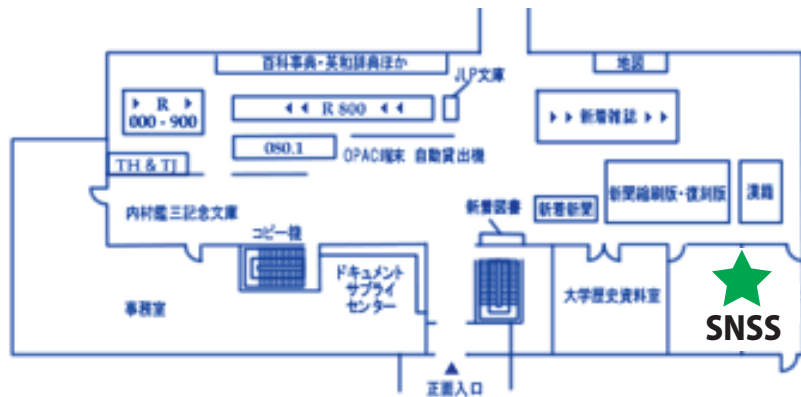 百科事典・英和辞典ほか
地図
JLP文庫
R
000 - 900
R 800
新着雑誌
080.1
OPAC端末 自動貸出機
TH & TJ
新聞縮刷版・復刻版
漢籍
内村鑑三記念文庫
新着図書
新着新聞
コピー機
ドキュメント
サプライ
センター
大学歴史資料室
事務室
SNSS
正面入口